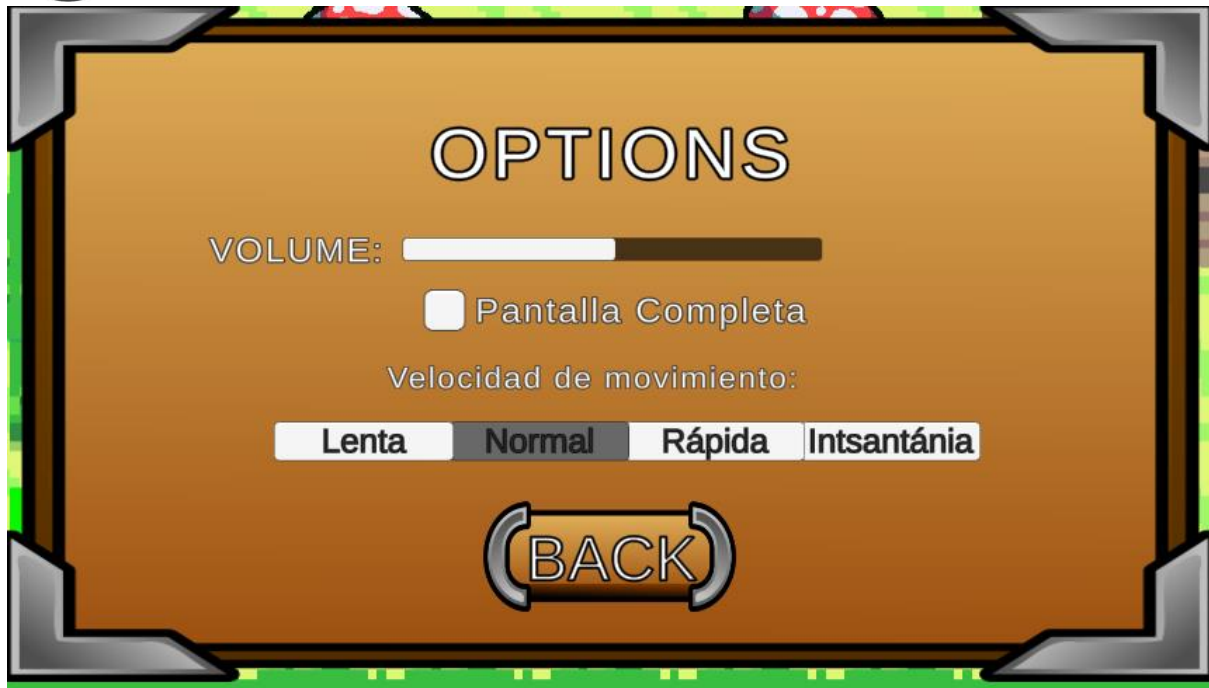 OPTIONS
VOLUME:
Pantalla Completa
Velocidad de movimiento:
Lenta Normal Rápida Intsantánia
BACK